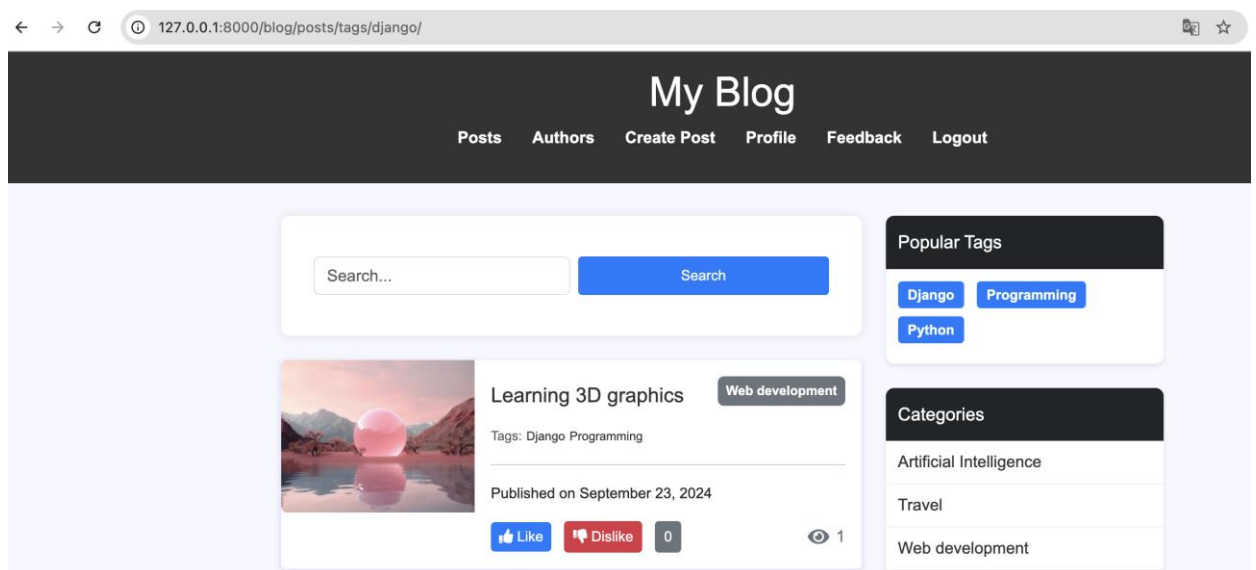 127.0.0.1:8000/blog/posts/tags/django/
My Blog
Posts Authors Create Post Profile Feedback Logout
Search... Search
Learning 3D graphics
Web development
Tags: Django Programming
Published on September 23, 2024
Like Dislike 0 1
Popular Tags
Django Programming
Python
Categories
Artificial Intelligence
Travel
Web development